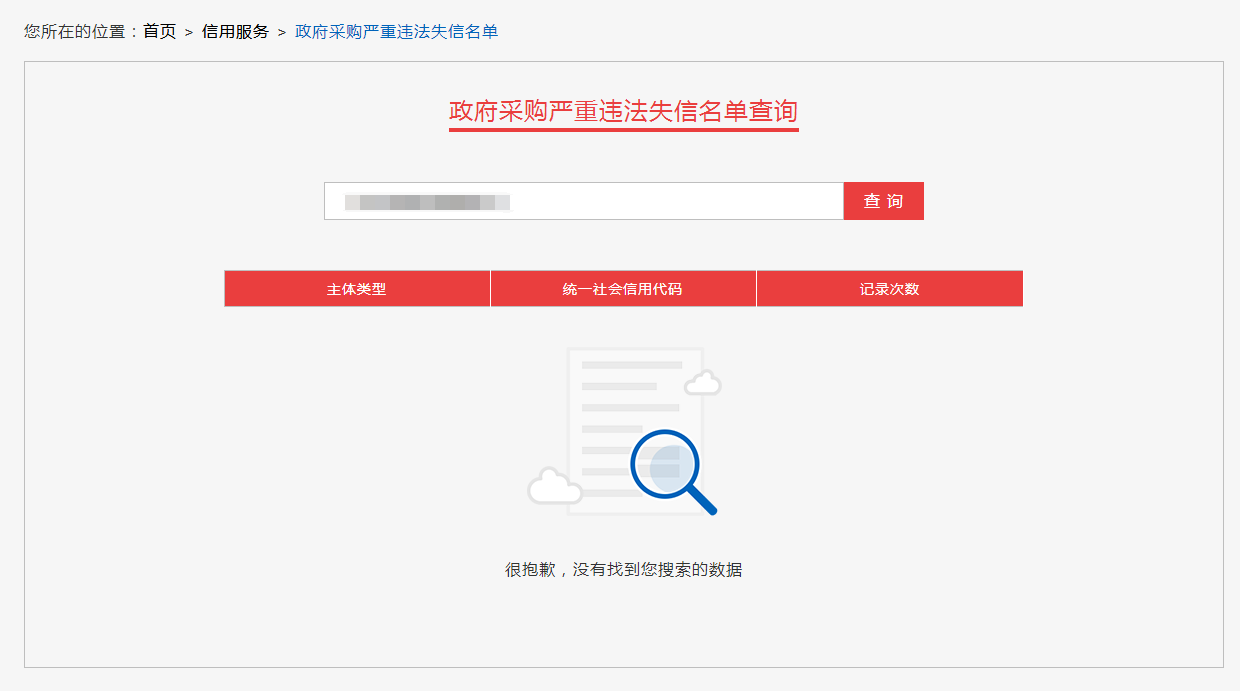 您所在的位置：首页 > 信用服务 > 政府采购严重违法失信名单
政府采购严重违法失信名单查询
查 询
主体类型 统一社会信用代码 记录次数
很抱歉，没有找到您搜索的数据